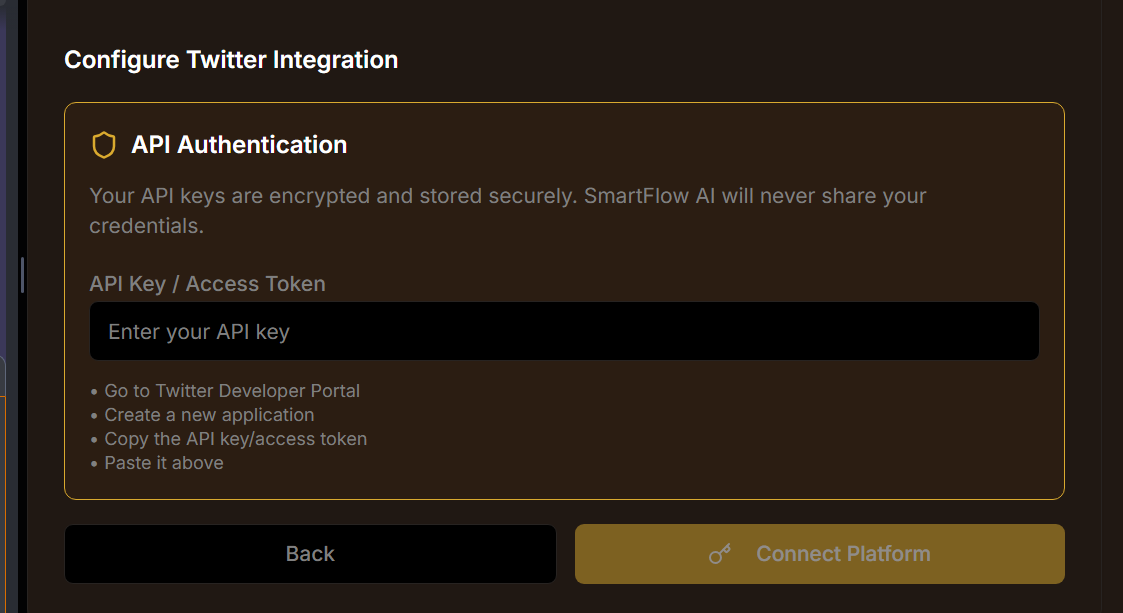 Configure Twitter Integration
API Authentication
Your API keys are encrypted and stored securely. SmartFlow AI will never share your
credentials.
API Key / Access Token
Enter your API key
• Go to Twitter Developer Portal
• Create a new application
• Copy the API key/access token
• Paste it above
Back
Connect Platform